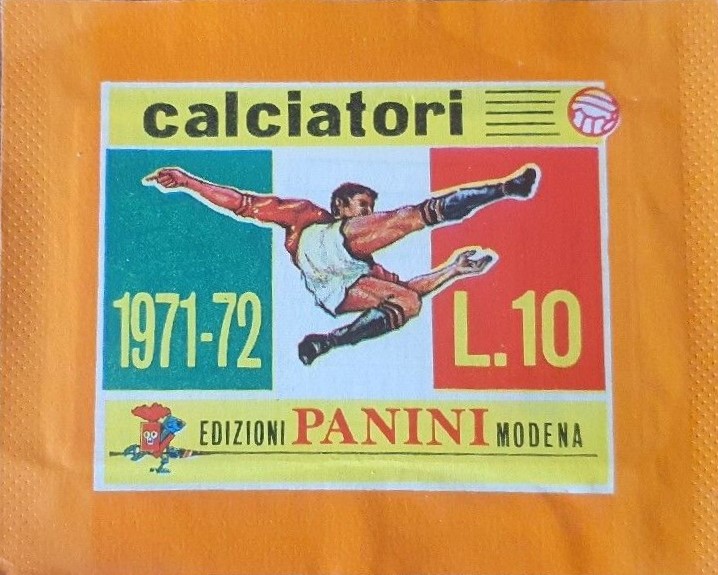 calciatori
1971-72 L.10
EDIZIONI PANINI MODENA